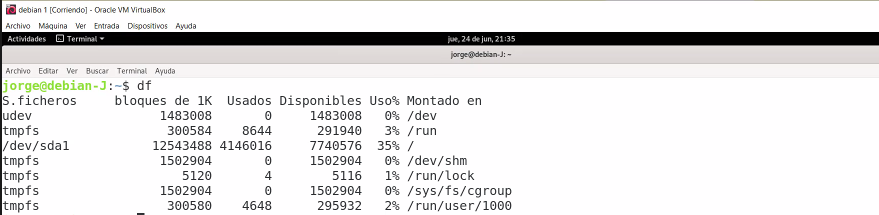 debian 1 [Corriendo] - Oracle VM VirtualBox
Archivo Máquina Ver Entrada Dispositivos Ayuda
Actividades Terminal jue, 24 de jun, 21:35
jorge@debian-J: ~
Archivo Editar Ver Buscar Terminal Ayuda
jorge@debian-J:~$ df
S.ficheros bloques de 1K Usados Disponibles Uso% Montado en
udev 1483008 0 1483008 0% /dev
tmpfs 300584 8644 291940 3% /run
/dev/sda1 12543488 4146016 7740576 35% /
tmpfs 1502904 0 1502904 0% /dev/shm
tmpfs 5120 4 5116 1% /run/lock
tmpfs 1502904 0 1502904 0% /sys/fs/cgroup
tmpfs 300580 4648 295932 2% /run/user/1000